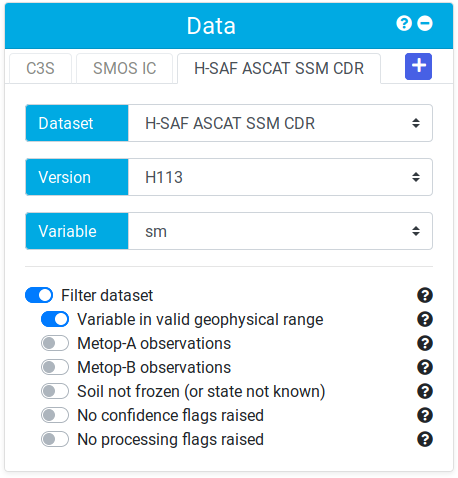 Data
C3S SMOS IC H-SAF ASCAT SSM CDR
Dataset H-SAF ASCAT SSM CDR
Version H113
Variable sm
Filter dataset
Variable in valid geophysical range
Metop-A observations
Metop-B observations
Soil not frozen (or state not known)
No confidence flags raised
No processing flags raised